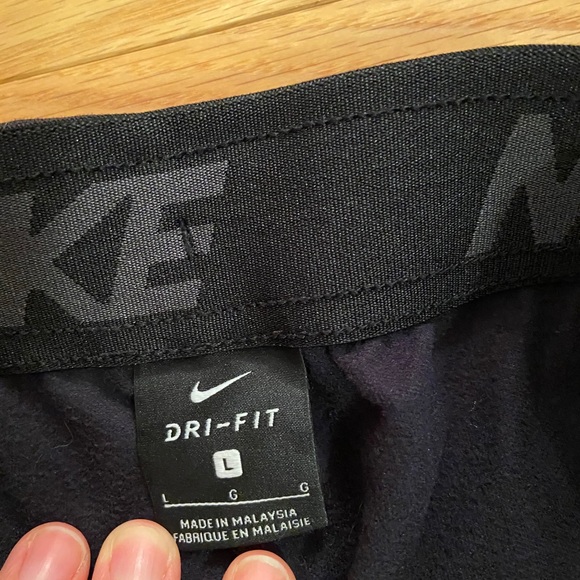 KE N
DRI-FIT
L
L G G
MADE IN MALAYSIA
FABRIQUE EN MALAISIE